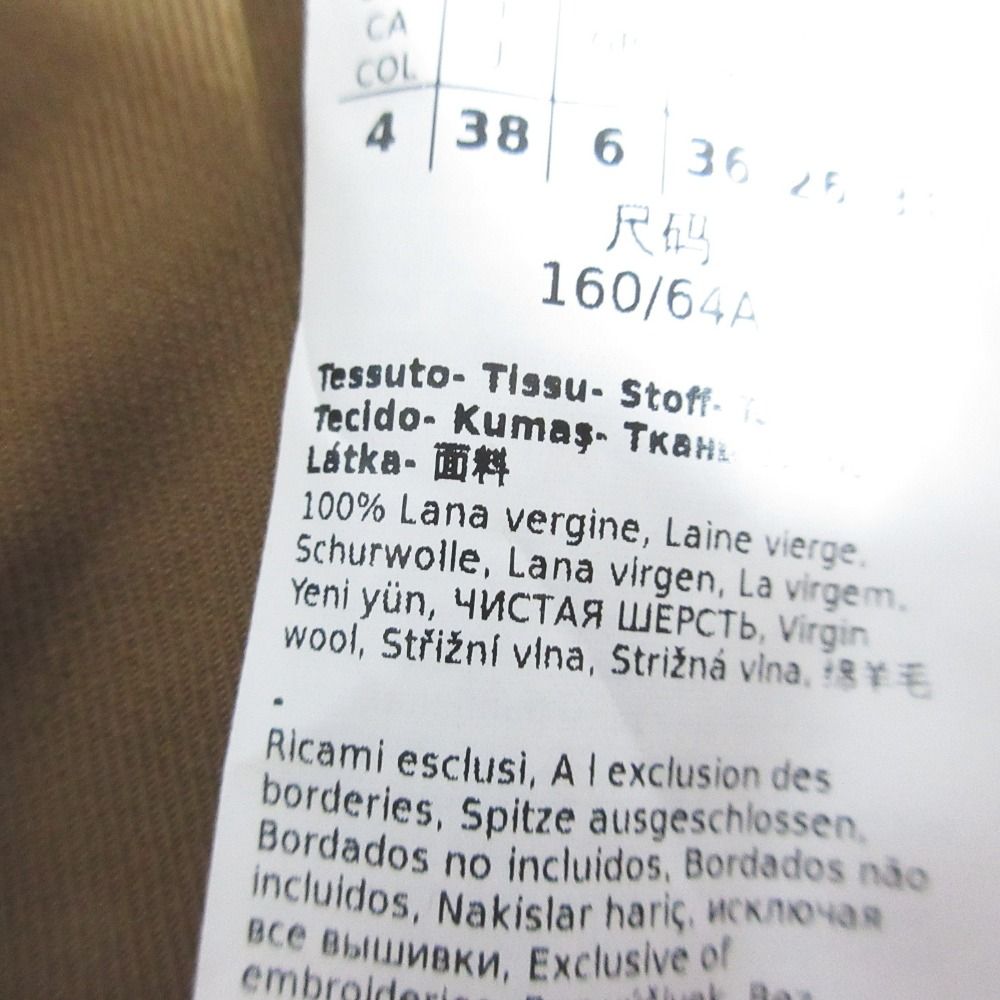 CA
COL
4 38 6 36 26
尺码
160/64A
Tessuto- Tissu- Stoff-
Tecido- Kumaş- Ткань
Látka- 面料
100% Lana vergine, Laine vierge,
Schurwolle, Lana virgen, La virgem,
Yeni yün, ЧИСТАЯ ШЕРСТЬ, Virgin
wool, Střižní vlna, Strižná vlna, 绵羊毛
-
Ricami esclusi, A l exclusion des
borderies, Spitze ausgeschlossen,
Bordados no incluidos, Bordados não
incluidos, Nakislar hariç, исключая
все вышивки, Exclusive of